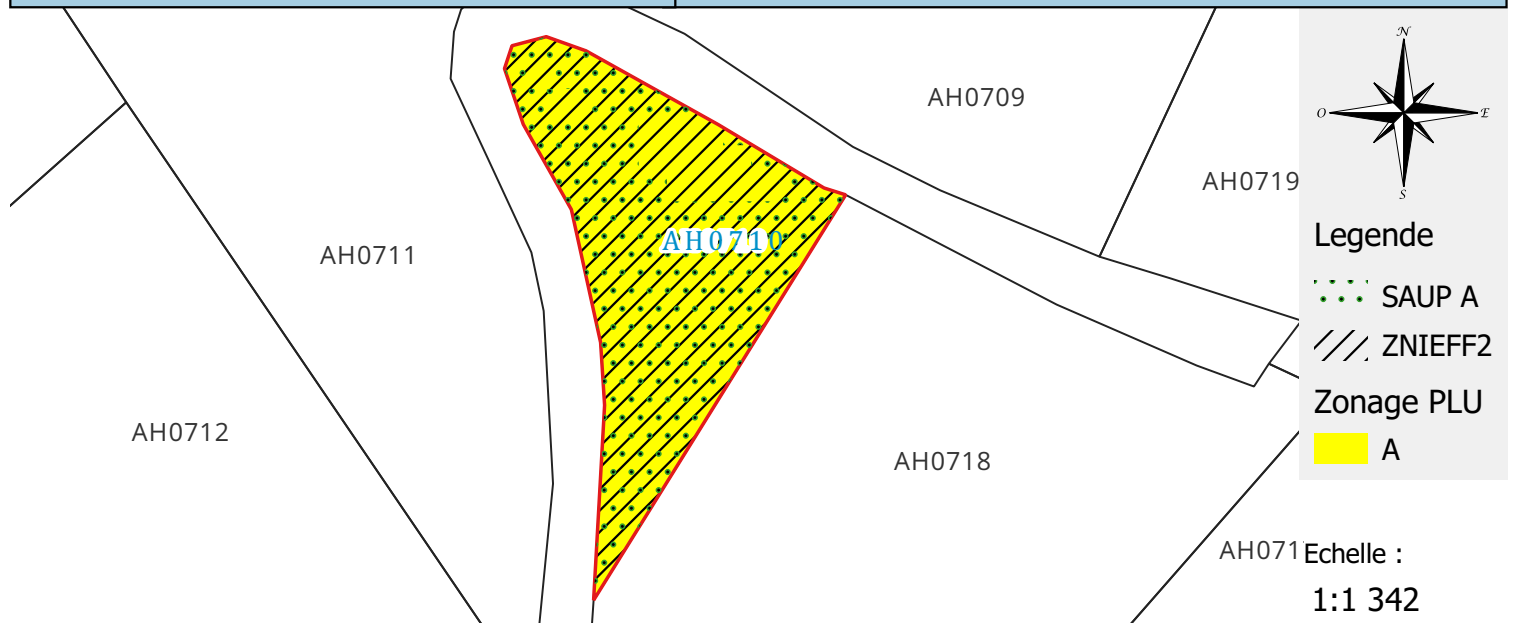 N
O
E
S
AH0709
AH0719
AH0710
AH0711
AH0712
AH0718
AH071
Legende
SAUP A
ZNIEFF2
Zonage PLU
A
Echelle :
1:1 342